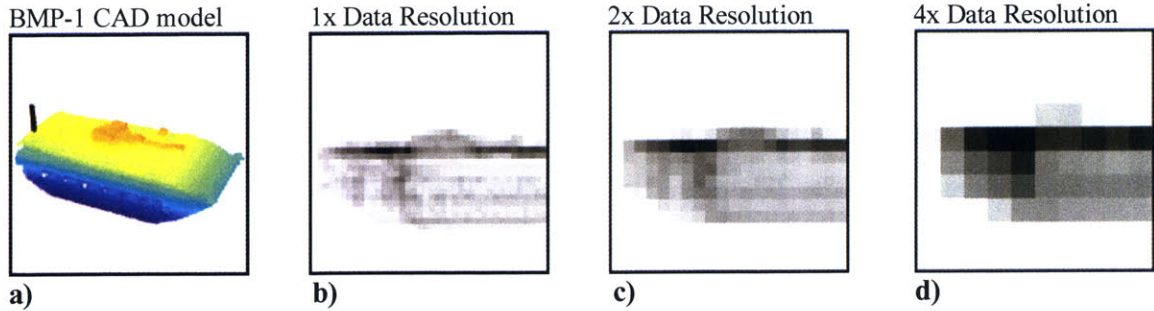 BMP-1 CAD model
1x Data Resolution
2x Data Resolution
4x Data Resolution
a)
b)
c)
d)